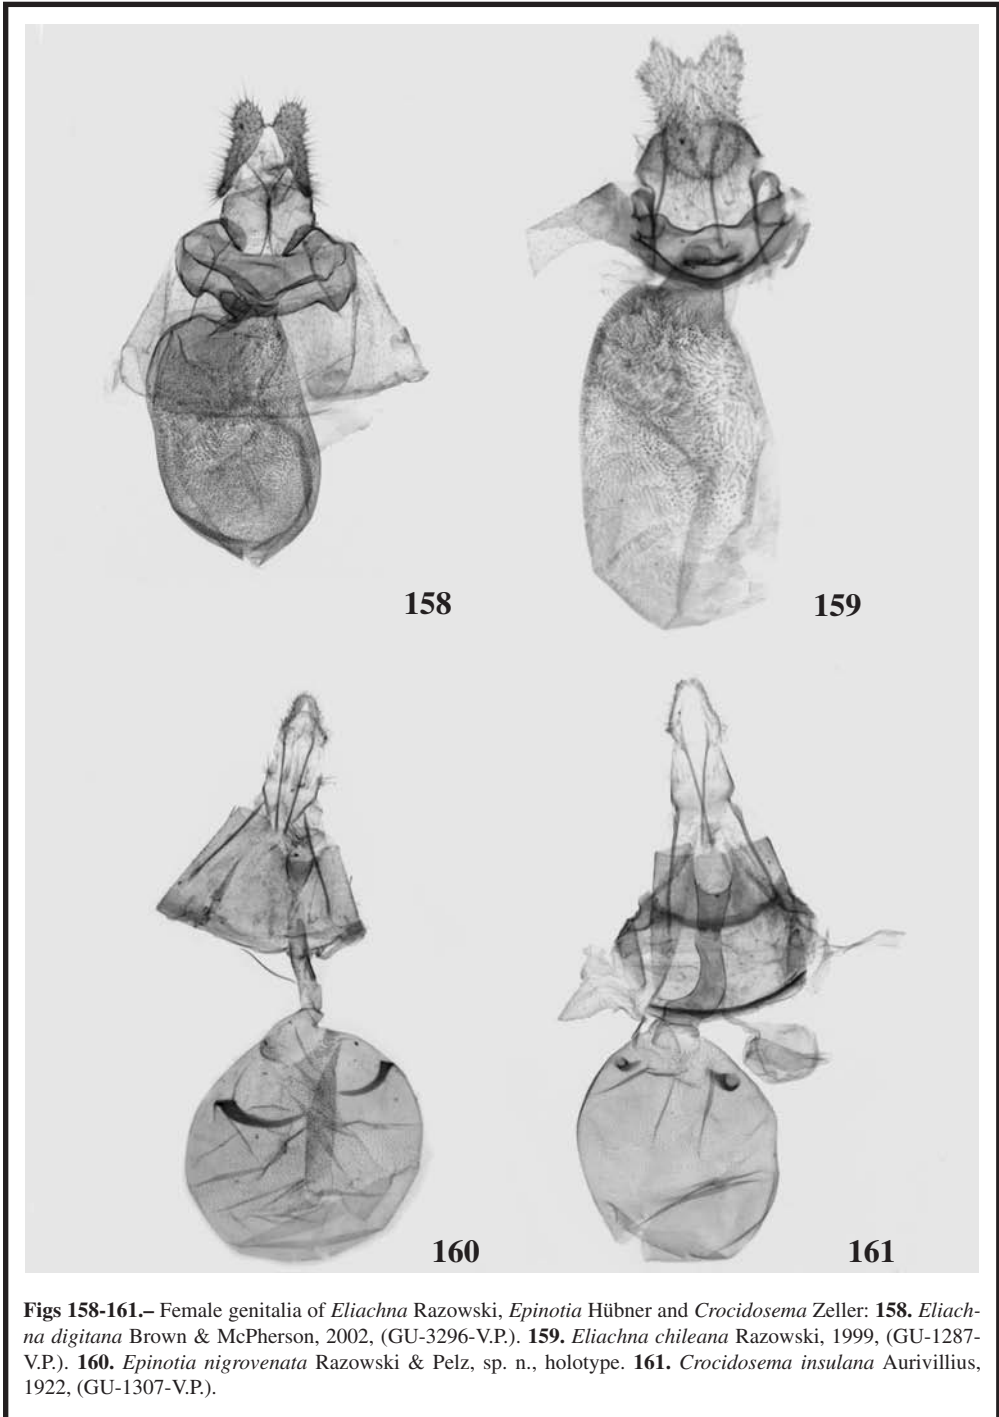 158
159
160
161
Figs 158-161.– Female genitalia of Eliachna Razowski, Epinotia Hübner and Crocidosema Zeller: 158. Eliach-
na digitana Brown & McPherson, 2002, (GU-3296-V.P.). 159. Eliachna chileana Razowski, 1999, (GU-1287-
V.P.). 160. Epinotia nigrovenata Razowski & Pelz, sp. n., holotype. 161. Crocidosema insulana Aurivillius,
1922, (GU-1307-V.P.).